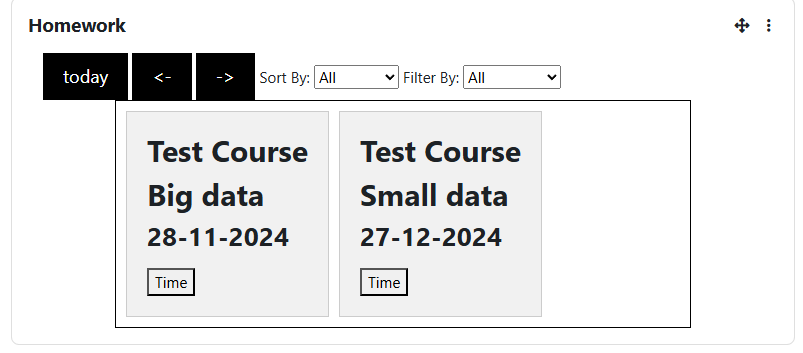 Homework
today <- -> Sort By: All Filter By: All
Test Course
Big data
28-11-2024
Time
Test Course
Small data
27-12-2024
Time